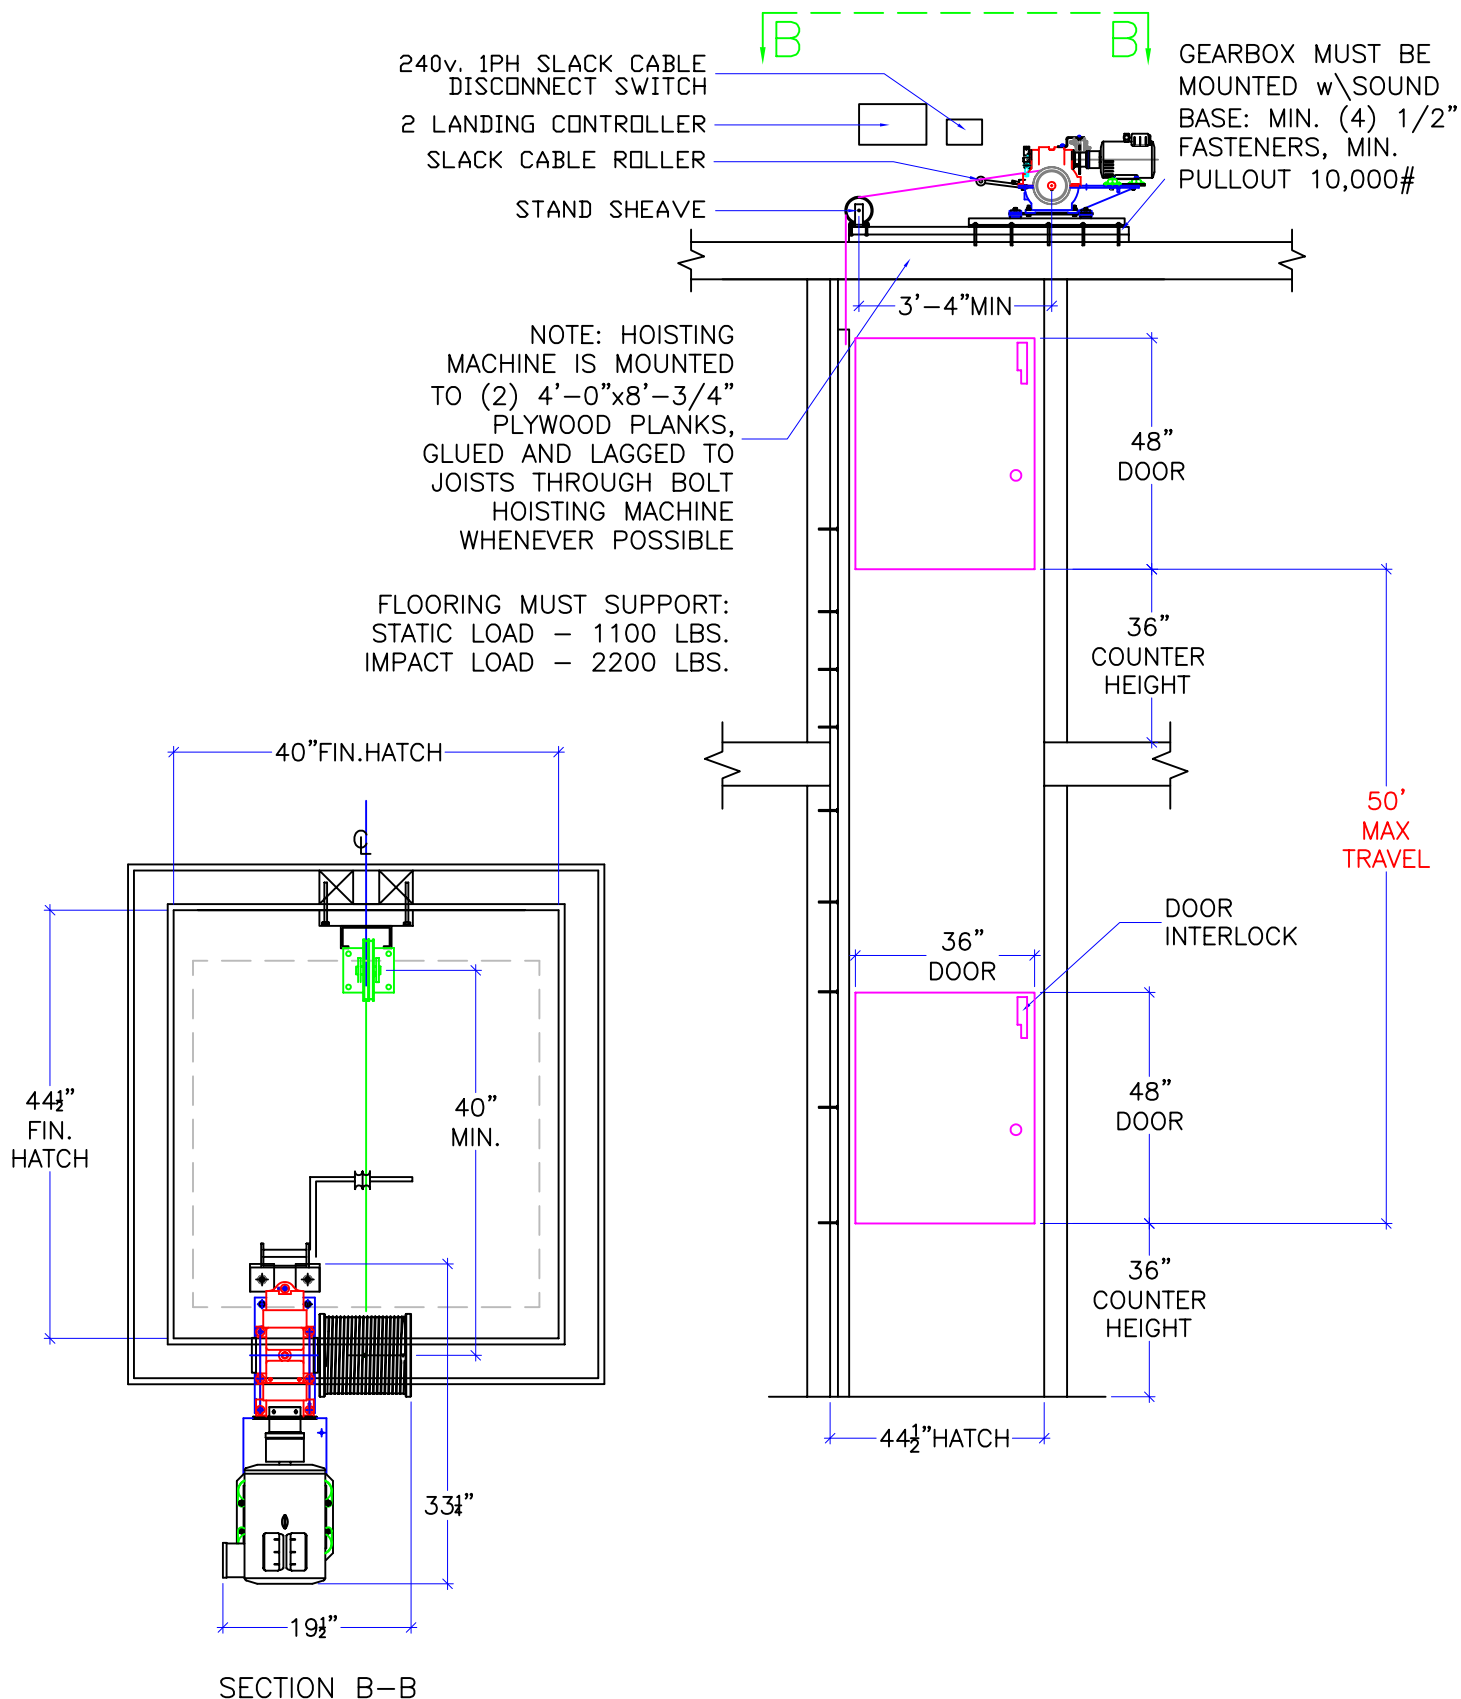 B B
240v. 1PH SLACK CABLE
DISCONNECT SWITCH
2 LANDING CONTROLLER
SLACK CABLE ROLLER
STAND SHEAVE
GEARBOX MUST BE
MOUNTED w\SOUND
BASE: MIN. (4) 1/2"
FASTENERS, MIN.
PULLOUT 10,000#
3'-4"MIN
NOTE: HOISTING
MACHINE IS MOUNTED
TO (2) 4'-0"x8'-3/4"
PLYWOOD PLANKS,
GLUED AND LAGGED TO
JOISTS THROUGH BOLT
HOISTING MACHINE
WHENEVER POSSIBLE
FLOORING MUST SUPPORT:
STATIC LOAD - 1100 LBS.
IMPACT LOAD - 2200 LBS.
48"
DOOR
36"
COUNTER
HEIGHT
50'
MAX
TRAVEL
DOOR
INTERLOCK
36"
DOOR
48"
DOOR
36"
COUNTER
HEIGHT
44½"HATCH
40"FIN.HATCH
℄
44½"
FIN.
HATCH
40"
MIN.
33¼"
19½"
SECTION B-B